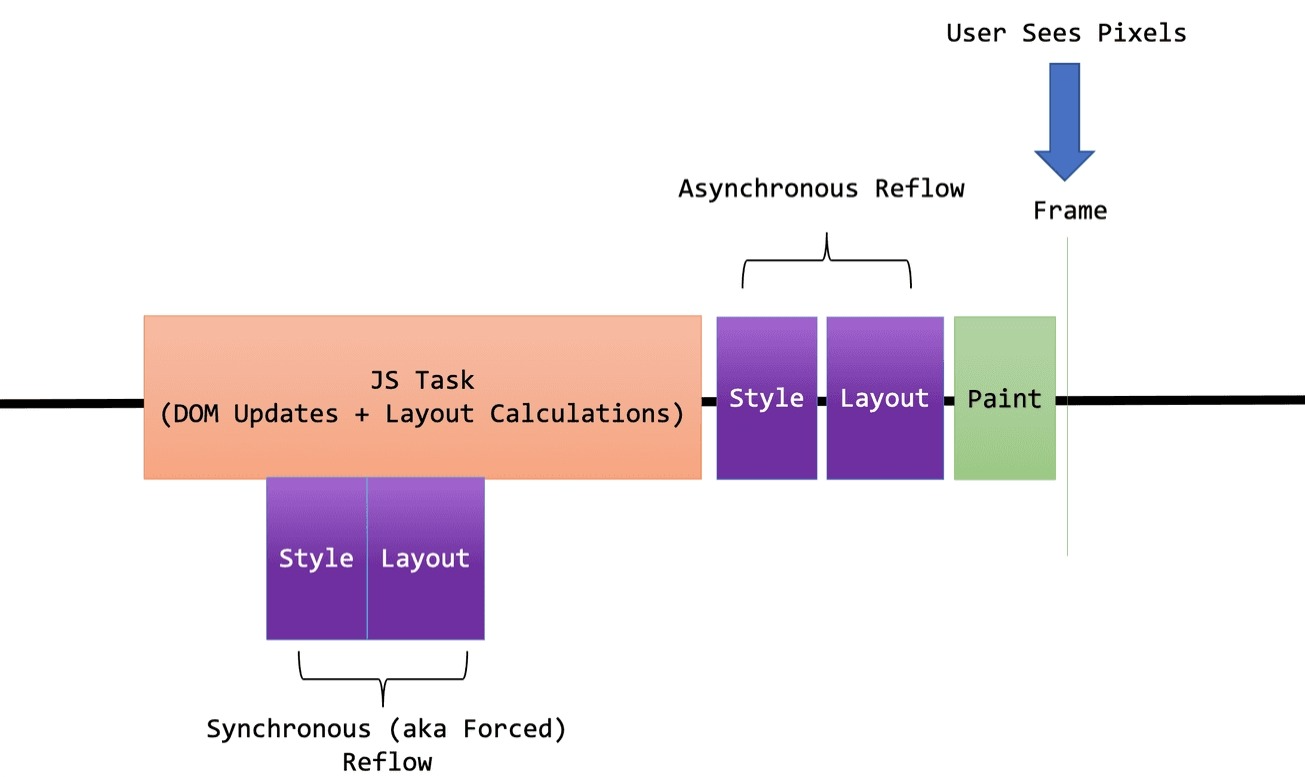 User Sees Pixels
Asynchronous Reflow
Frame
JS Task
(DOM Updates + Layout Calculations)
Style
Layout
Paint
Style
Layout
Synchronous (aka Forced)
Reflow